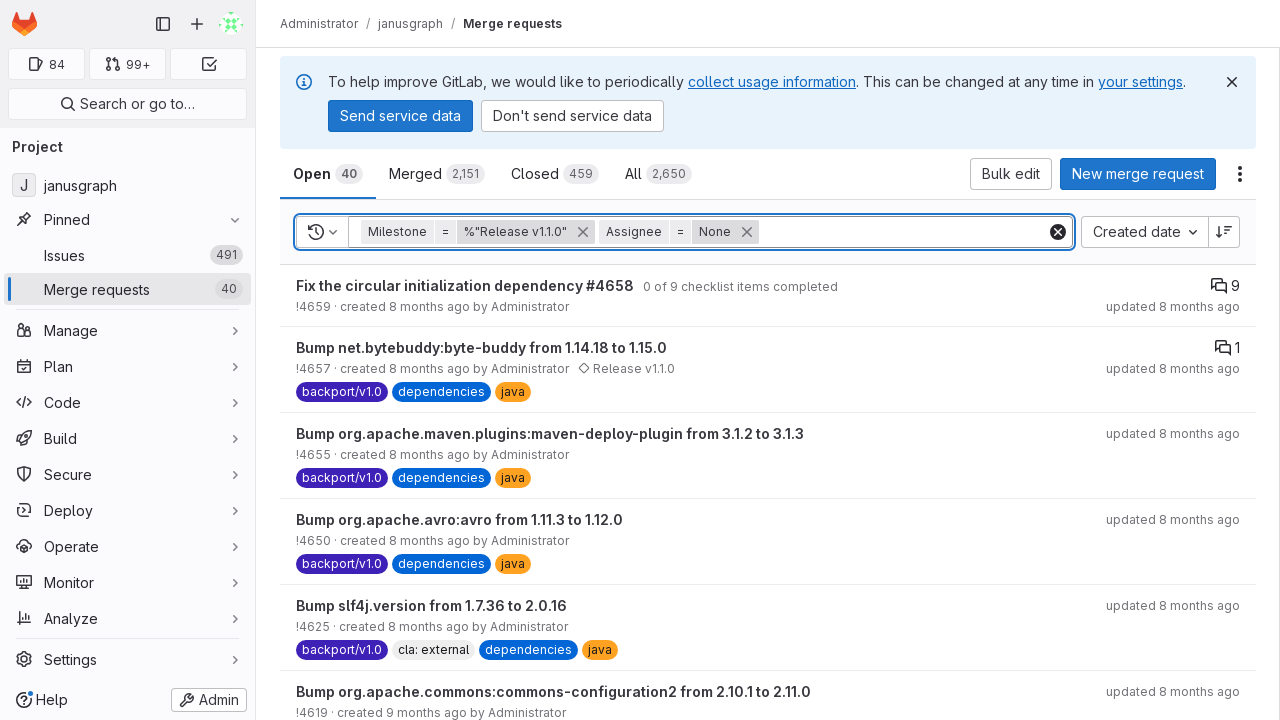 Administrator / janusgraph / Merge requests
84
99+
Search or go to…
Project
J janusgraph
Pinned
Issues 491
Merge requests 40
Manage
Plan
Code
Build
Secure
Deploy
Operate
Monitor
Analyze
Settings
Help
Admin
To help improve GitLab, we would like to periodically collect usage information. This can be changed at any time in your settings.
Send service data Don't send service data
Open 40 Merged 2,151 Closed 459 All 2,650 Bulk edit New merge request
Milestone = %"Release v1.1.0" Assignee = None Created date
Fix the circular initialization dependency #4658 0 of 9 checklist items completed 9
!4659 · created 8 months ago by Administrator updated 8 months ago
Bump net.bytebuddy:byte-buddy from 1.14.18 to 1.15.0 1
!4657 · created 8 months ago by Administrator Release v1.1.0 updated 8 months ago
backport/v1.0 dependencies java
Bump org.apache.maven.plugins:maven-deploy-plugin from 3.1.2 to 3.1.3 updated 8 months ago
!4655 · created 8 months ago by Administrator
backport/v1.0 dependencies java
Bump org.apache.avro:avro from 1.11.3 to 1.12.0 updated 8 months ago
!4650 · created 8 months ago by Administrator
backport/v1.0 dependencies java
Bump slf4j.version from 1.7.36 to 2.0.16 updated 8 months ago
!4625 · created 8 months ago by Administrator
backport/v1.0 cla: external dependencies java
Bump org.apache.commons:commons-configuration2 from 2.10.1 to 2.11.0 updated 8 months ago
!4619 · created 9 months ago by Administrator